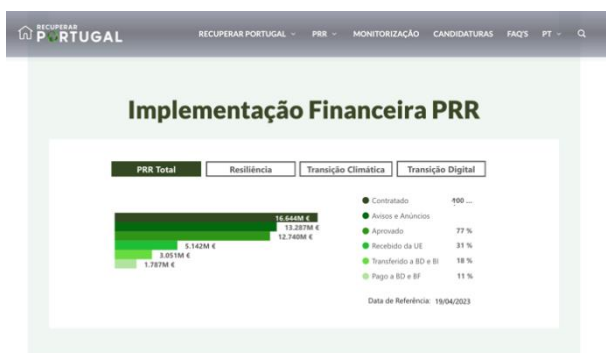 RECUPERAR
PORTUGAL
RECUPERAR PORTUGAL PRR MONITORIZAÇÃO CANDIDATURAS FAQ'S PT
Implementação Financeira PRR
PRR Total Resiliência Transição Climática Transição Digital
16.644M €
13.287M €
12.740M €
5.142M €
3.051M €
1.787M €
Contratado 100 ...
Avisos e Anúncios
Aprovado 77 %
Recebido da UE 31 %
Transferido a BD e BI 18 %
Pago a BD e BF 11 %
Data de Referência: 19/04/2023